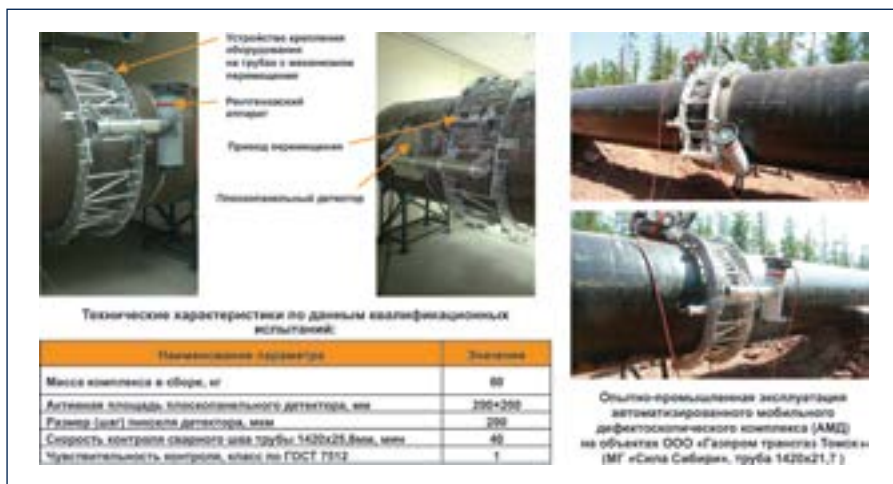 Устройство крепления
оборудования
на трубах с механизмом
перемещения
Рентгеновский
аппарат
Привод перемещения
Плоскопанельный детектор
Технические характеристики по данным квалификационных
испытаний:
Наименование параметра Значение
Масса комплекса в сборе, кг 60
Активная площадь плоскопанельного детектора, мм
Размер (шаг) пикселя детектора, мкм 200
Скорость контроля сварного шва трубы 1420x25,8мм, мин 40
Чувствительность контроля, класс по ГОСТ 7512 1
Опытно-промышленная эксплуатация
автоматизированного мобильного
дефектоскопического комплекса (АМД)
на объектах ООО «Газпром трансгаз Томск»
(МГ «Сила Сибири», труба 1420x21,7 )